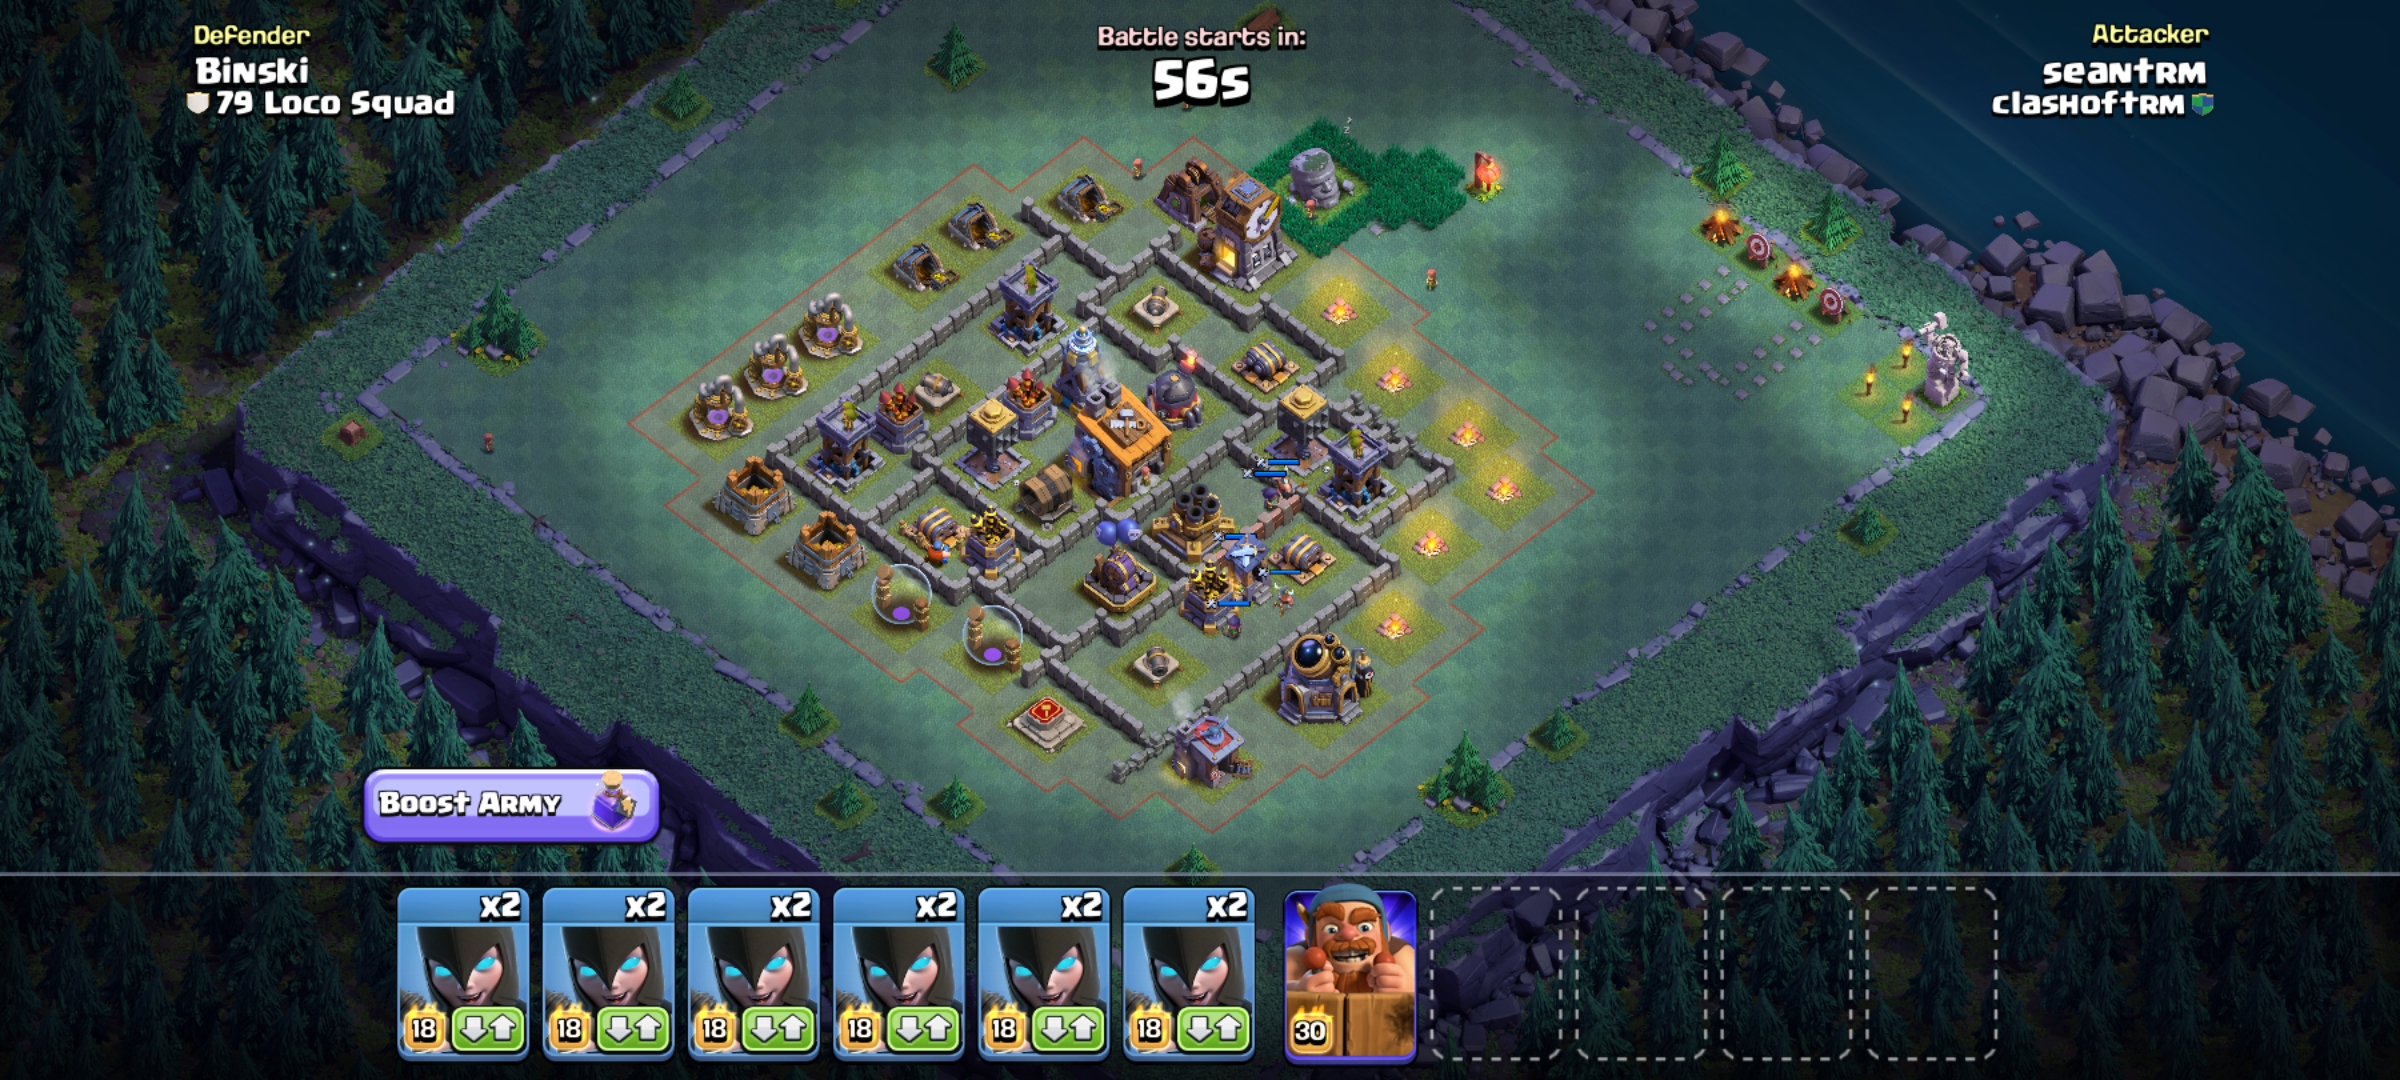 Defender
Binski
79 Loco Squad
Battle starts in:
56s
Attacker
seantRM
clashoftRM
Boost Army
x2
x2
x2
x2
x2
x2
18
18
18
18
18
18
30